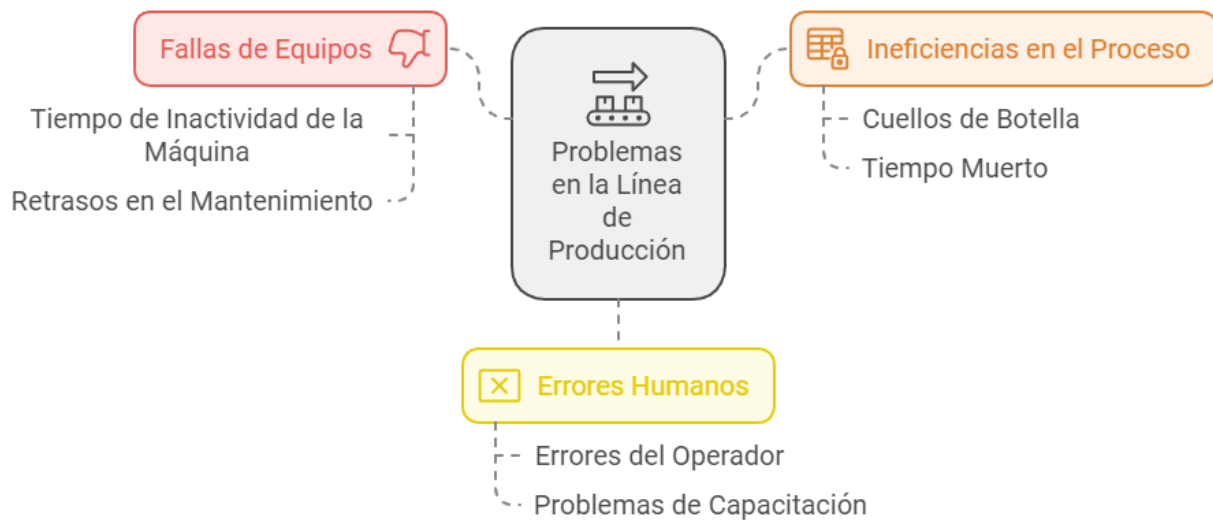 Fallas de Equipos
Tiempo de Inactividad de la
Máquina
Retrasos en el Mantenimiento
Problemas
en la Línea
de
Producción
Ineficiencias en el Proceso
Cuellos de Botella
Tiempo Muerto
Errores Humanos
Errores del Operador
Problemas de Capacitación